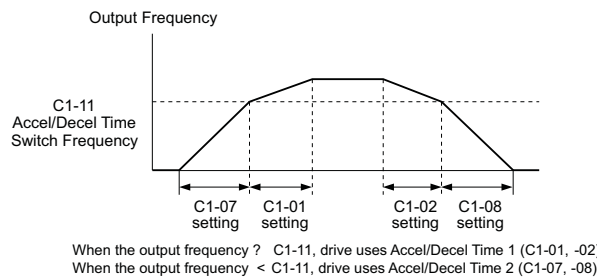 Output Frequency
C1-11
Accel/Decel Time
Switch Frequency
C1-07 setting
C1-01 setting
C1-02 setting
C1-08 setting
When the output frequency ? C1-11, drive uses Accel/Decel Time 1 (C1-01, -02)
When the output frequency < C1-11, drive uses Accel/Decel Time 2 (C1-07, -08)